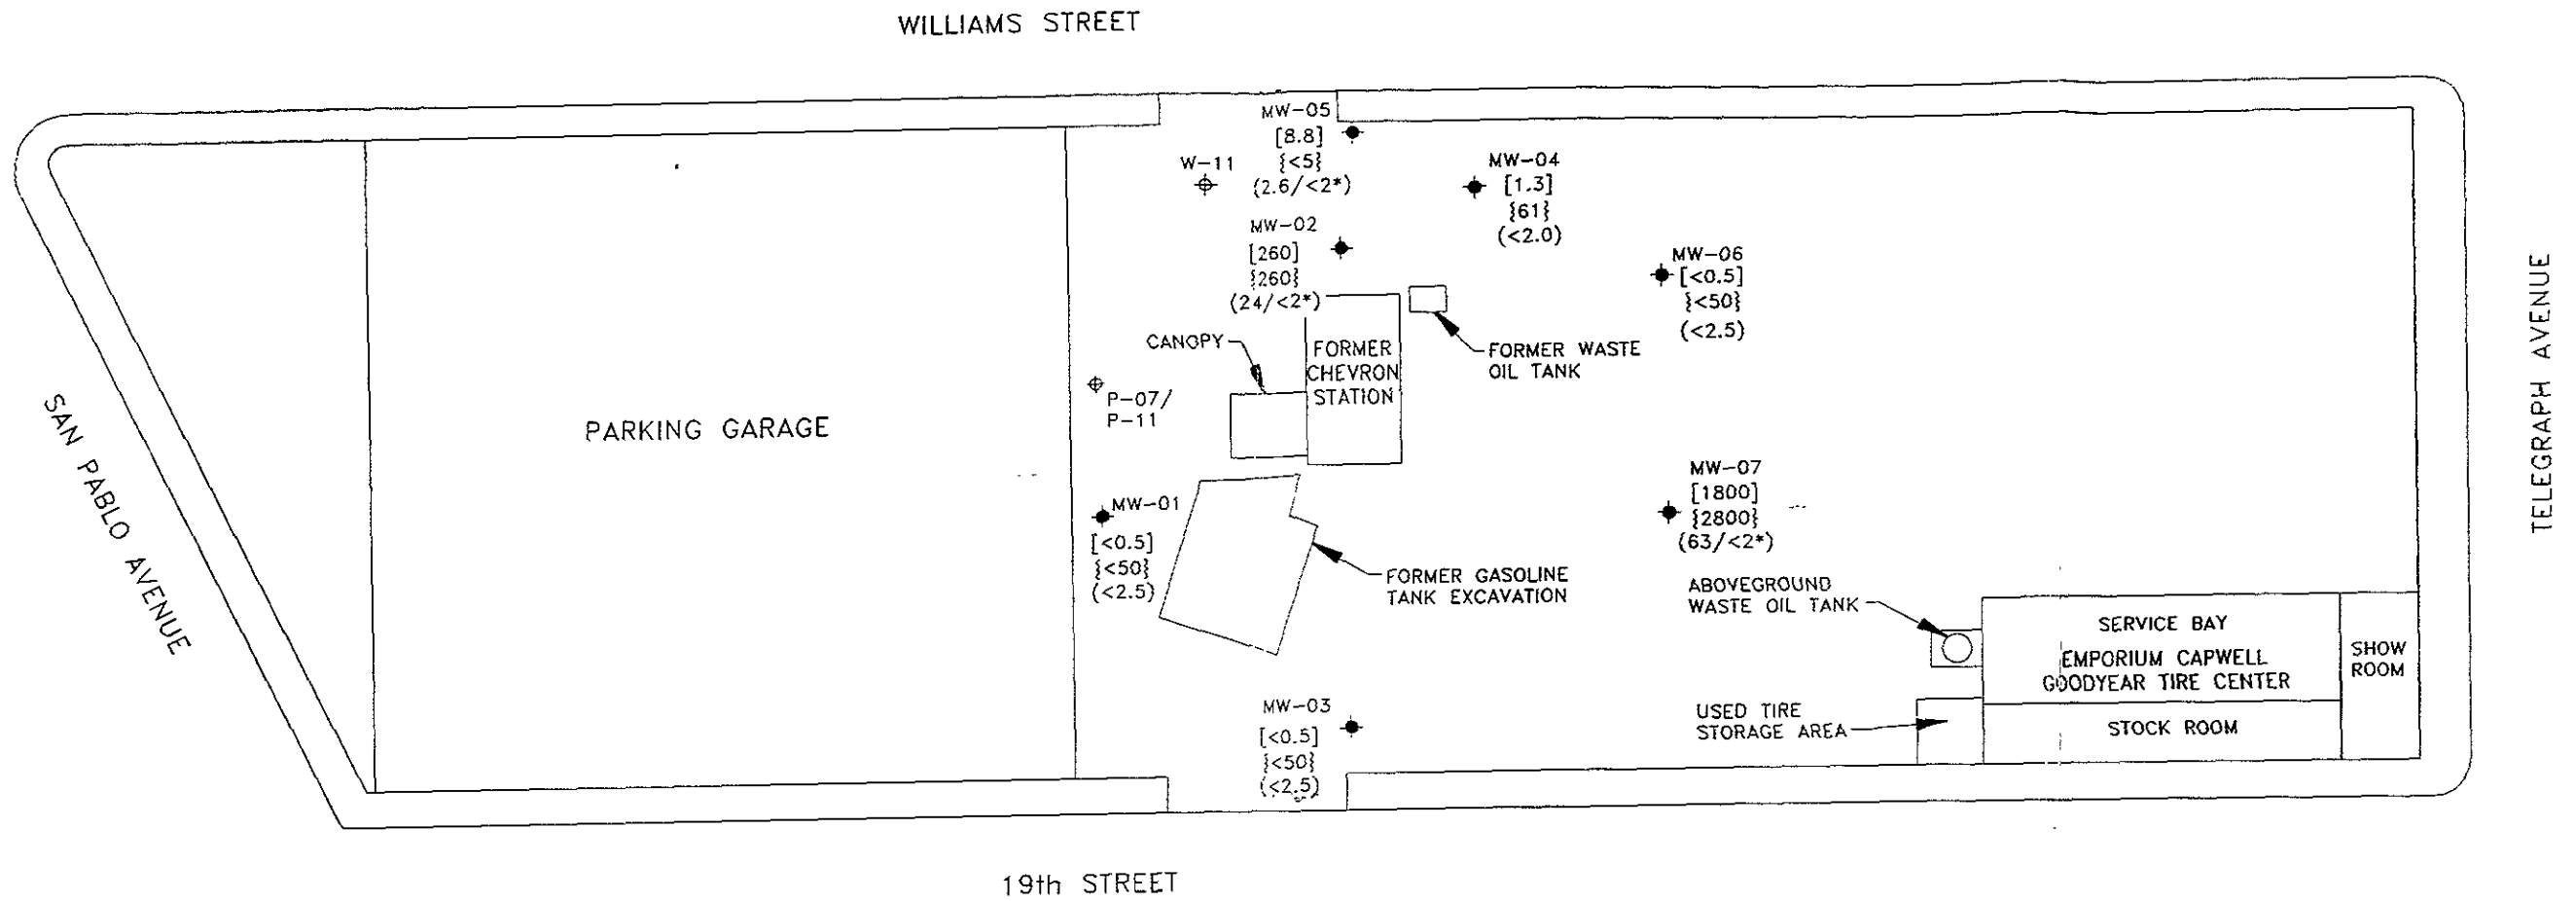 WILLIAMS STREET
MW-05
[8.8]
{<5}
(2.6/<2*)
W-11
MW-04
[1.3]
{61}
(<2.0)
MW-02
[260]
{260}
(24/<2*)
MW-06
[<0.5]
{<50}
(<2.5)
CANOPY
FORMER
CHEVRON
STATION
FORMER WASTE
OIL TANK
P-07/
P-11
PARKING GARAGE
SAN PABLO AVENUE
TELEGRAPH AVENUE
MW-01
[<0.5]
{<50}
(<2.5)
MW-07
[1800]
{2800}
(63/<2*)
FORMER GASOLINE
TANK EXCAVATION
ABOVEGROUND
WASTE OIL TANK
SERVICE BAY
EMPORIUM CAPWELL
GOODYEAR TIRE CENTER
SHOW
ROOM
MW-03
[<0.5]
{<50}
(<2.5)
USED TIRE
STORAGE AREA
STOCK ROOM
19th STREET